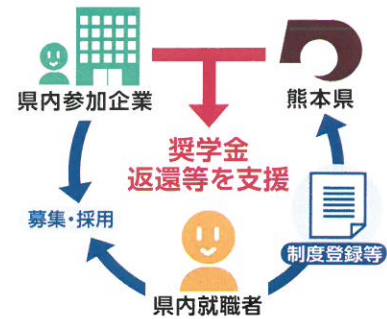 県内参加企業
熊本県
奨学金
返還等を支援
募集・採用
制度登録等
県内就職者